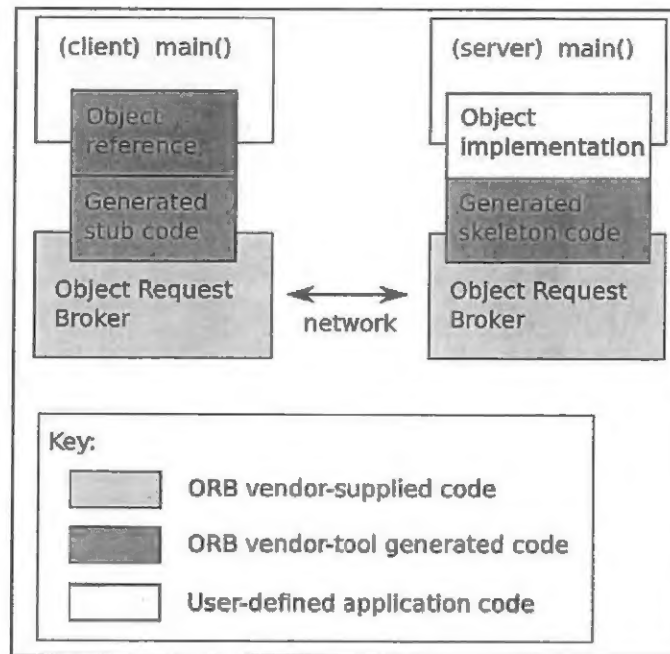 (client) main()
Object
reference,
Generated
stub code
Object Request
Broker
network
(server) main()
Object
implementation
Generated
skeleton code
Object Request
Broker
Key:
ORB vendor-supplied code
ORB vendor-tool generated code
User-defined application code